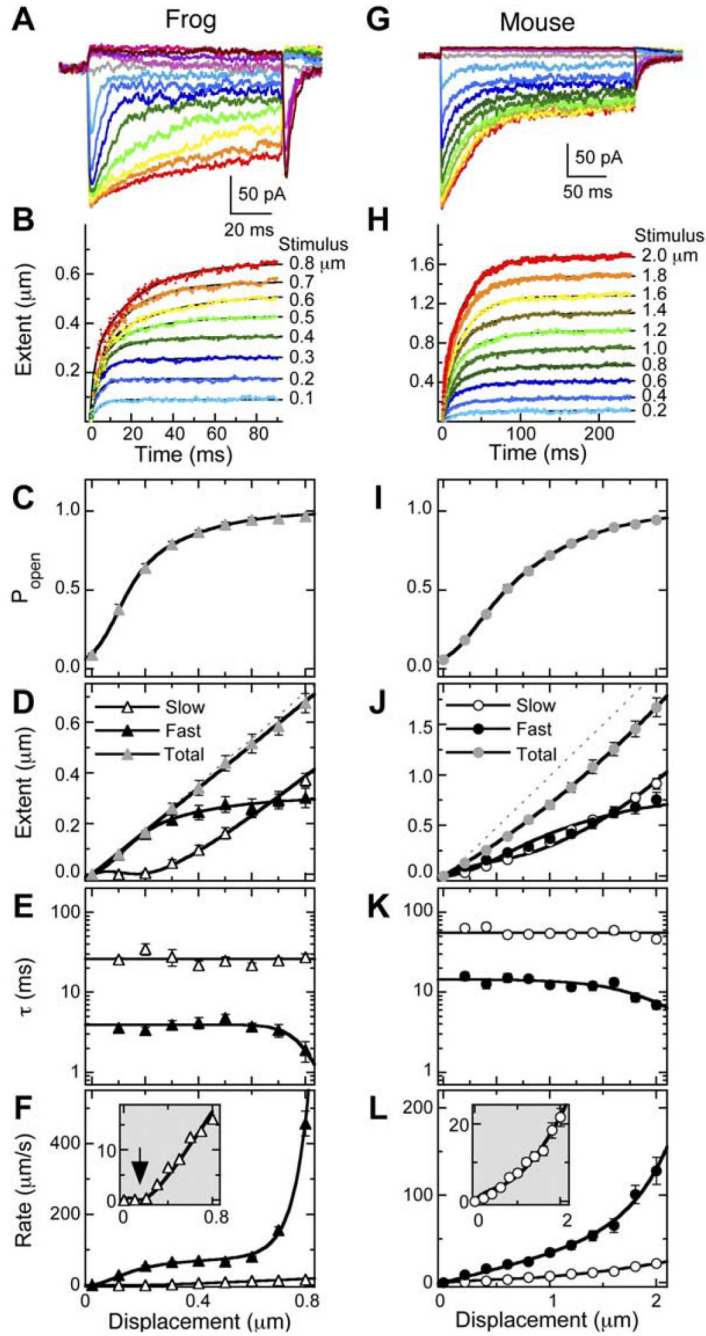 A Frog
50 pA
20 ms
B
Stimulus
0.8 μm
0.7
0.6
0.5
0.4
0.3
0.2
0.1
0.6
0.4
0.2
Extent (μm)
0 20 40 60 80
Time (ms)
C
1.0
0.5
0.0
P open
D
Slow
Fast
Total
0.6
0.4
0.2
0.0
Extent (μm)
E
100
10
1
τ (ms)
F
400
200
100
0
Rate (μm/s)
15
0
0 0.8
0 0.4 0.8
Displacement (μm)
G Mouse
50 pA
50 ms
H
Stimulus
2.0 μm
1.8
1.6
1.4
1.2
1.0
0.8
0.6
0.4
0.2
1.6
1.2
0.8
0.4
0 100 200
Time (ms)
I
1.0
0.5
0.0
J
Slow
Fast
Total
1.5
1.0
0.5
0.0
K
100
10
1
L
200
100
0
20
0
0 2
0 1 2
Displacement (μm)